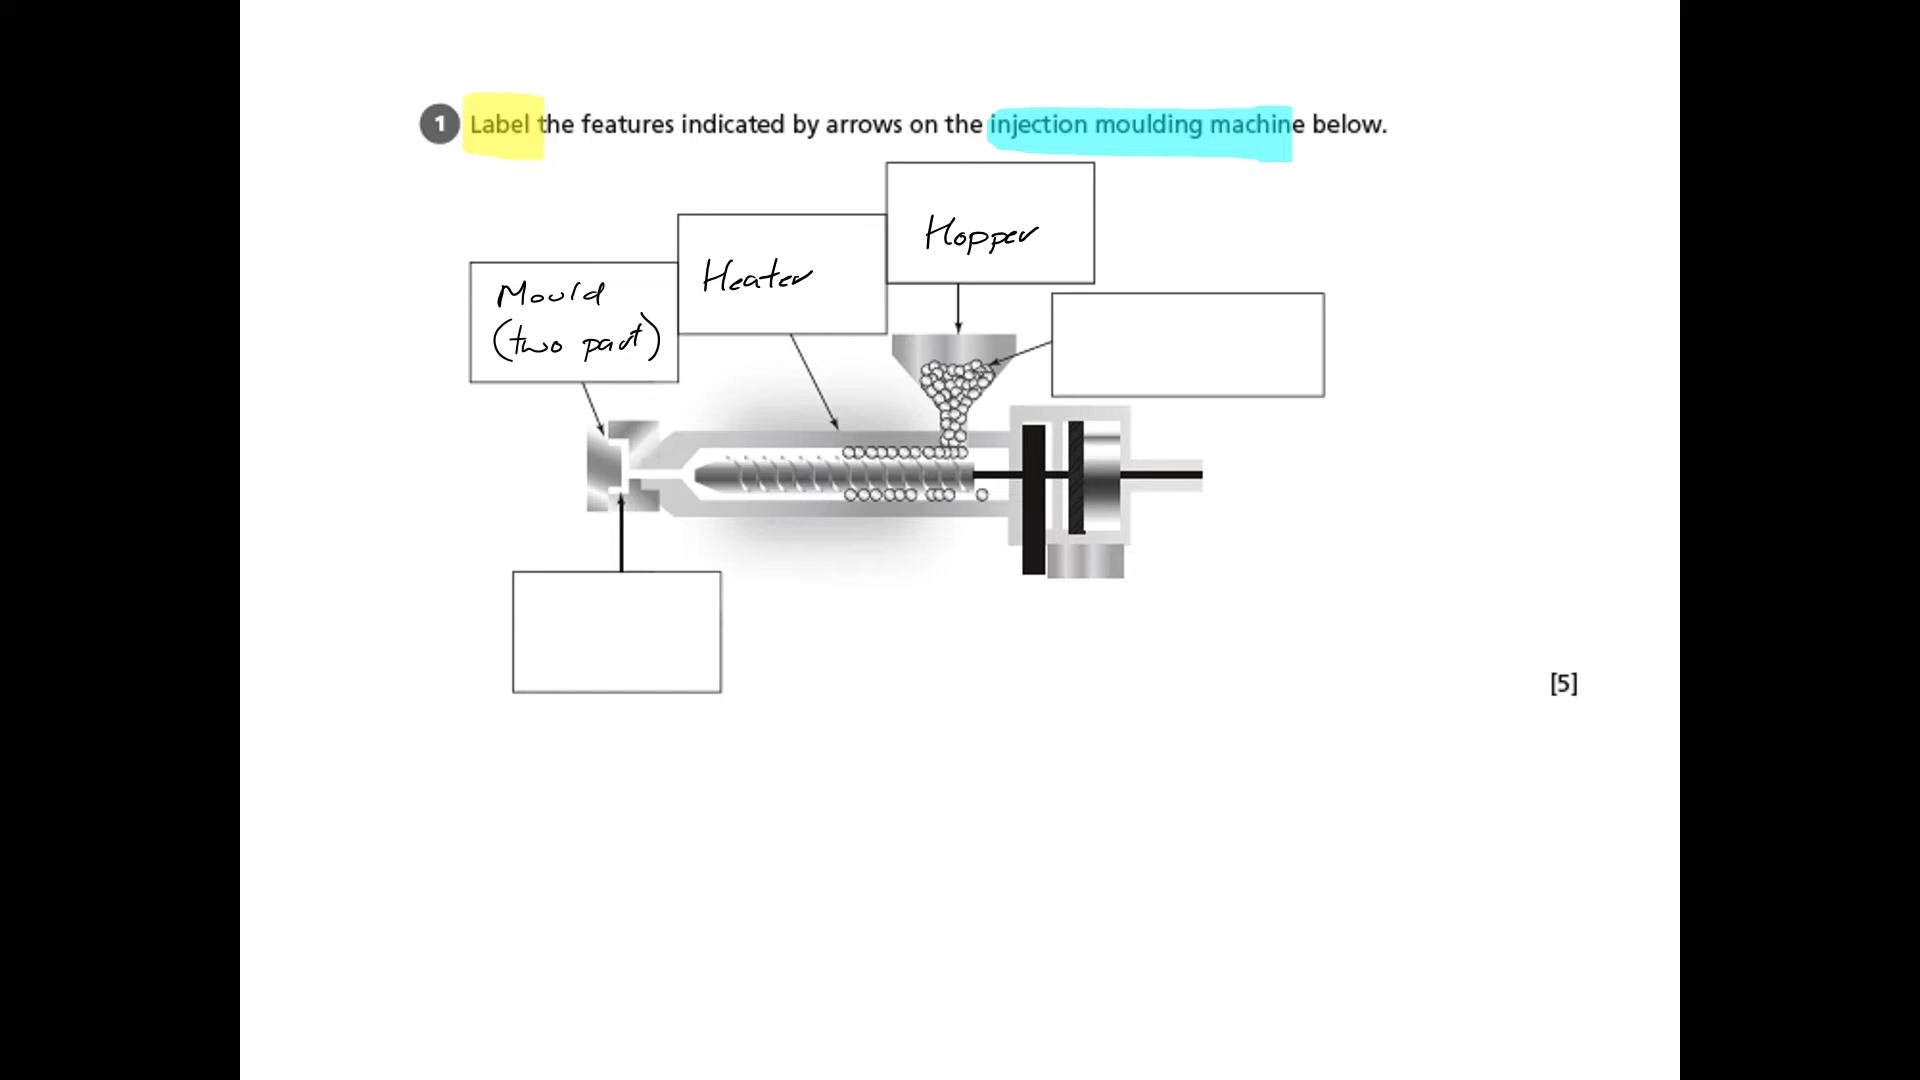 1 Label the features indicated by arrows on the injection moulding machine below.
Hopper
Heater
Mould
(two part)
[5]